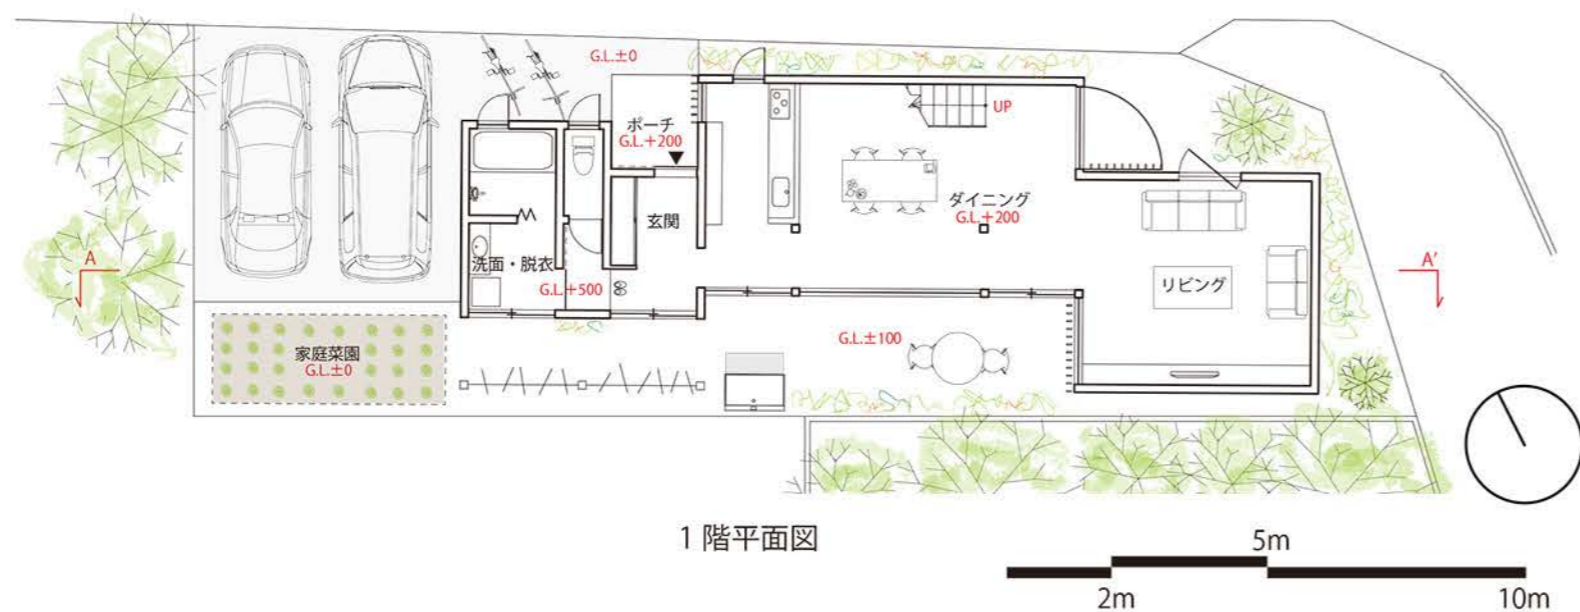 G.L.±0
ポーチ
G.L.+200
UP
ダイニング
G.L.+200
玄関
洗面・脱衣
G.L.+500
A
A'
リビング
G.L.±100
家庭菜園
G.L.±0
1 階平面図
5m
2m
10m